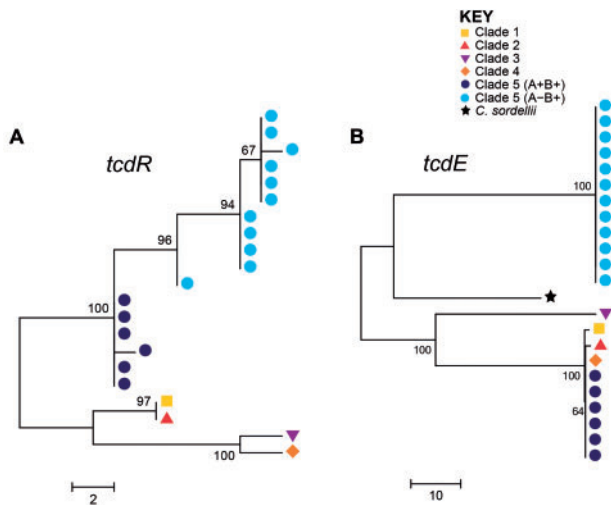 KEY
Clade 1
Clade 2
Clade 3
Clade 4
Clade 5 (A+B+)
Clade 5 (A−B+)
C. sordellii
A
tcdR
67
94
96
100
97
100
2
B
tcdE
100
100
100
64
10